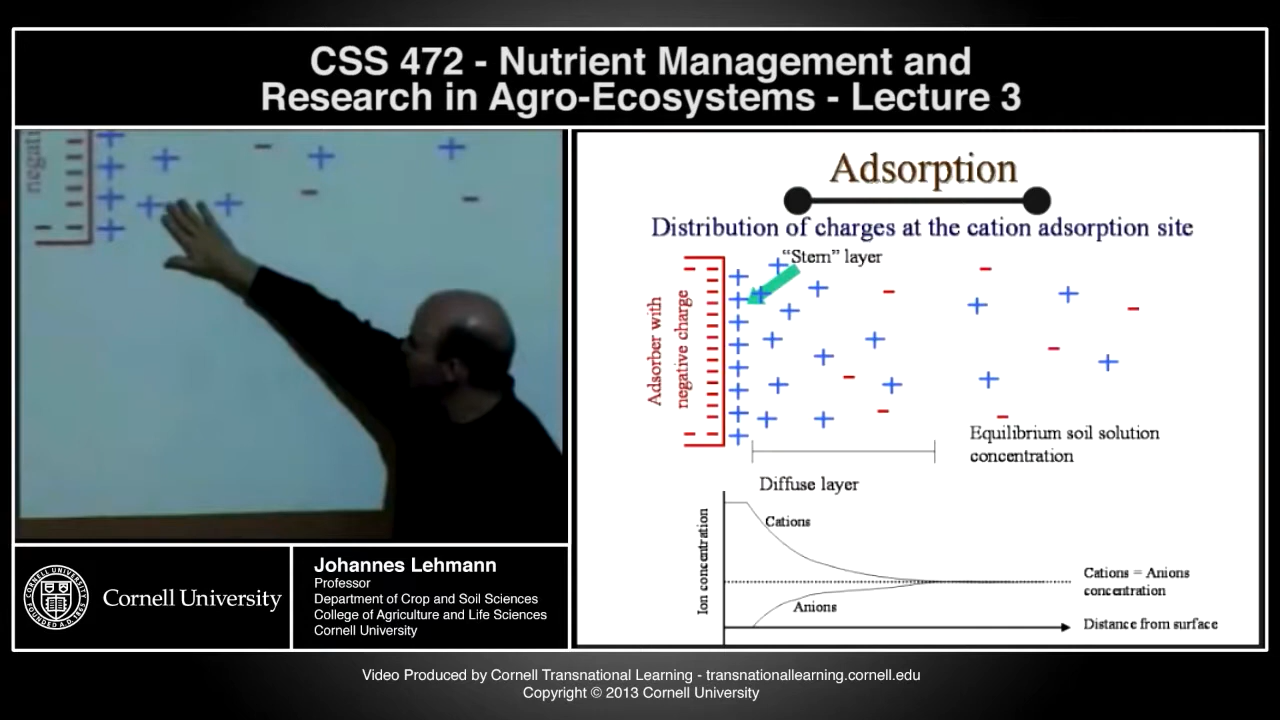 CSS 472 - Nutrient Management and
Research in Agro-Ecosystems - Lecture 3
Adsorption
Distribution of charges at the cation adsorption site
“Stern” layer
Adsorber with
negative charge
Equilibrium soil solution
concentration
Diffuse layer
Ion concentration
Cations
Anions
Cations = Anions
concentration
Distance from surface
Cornell University
Johannes Lehmann
Professor
Department of Crop and Soil Sciences
College of Agriculture and Life Sciences
Cornell University
Video Produced by Cornell Transnational Learning - transnationallearning.cornell.edu
Copyright © 2013 Cornell University